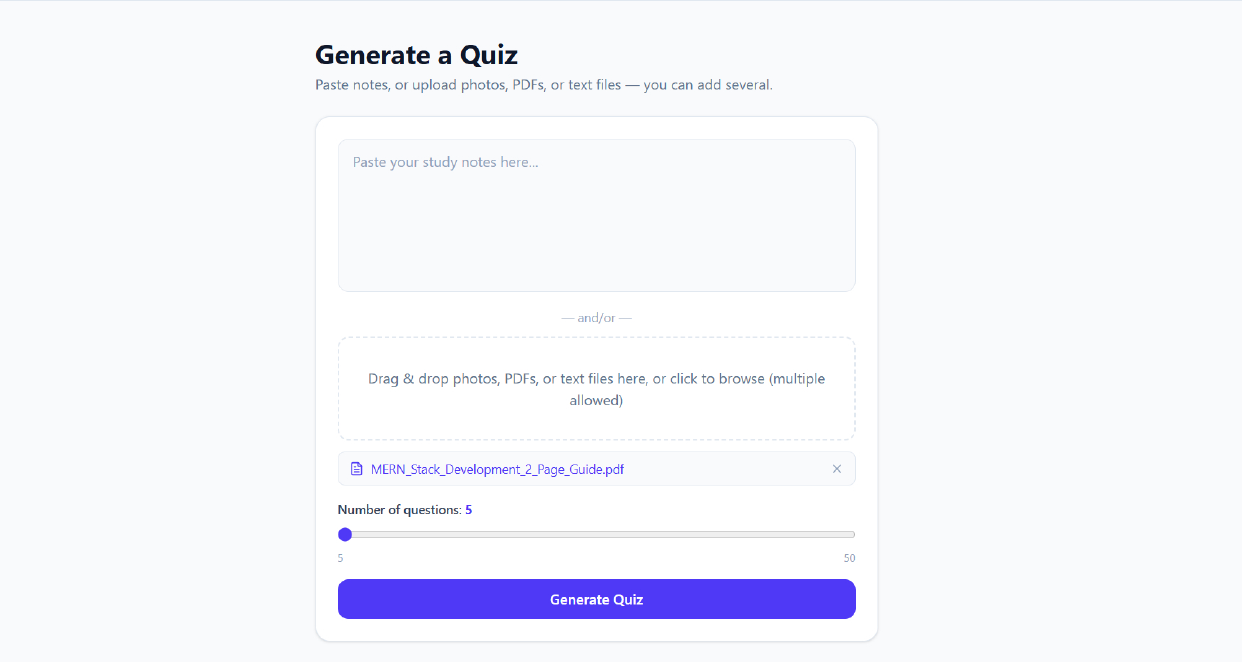 Generate a Quiz
Paste notes, or upload photos, PDFs, or text files — you can add several.
Paste your study notes here...
— and/or —
Drag & drop photos, PDFs, or text files here, or click to browse (multiple
allowed)
MERN_Stack_Development_2_Page_Guide.pdf
Number of questions: 5
5 50
Generate Quiz